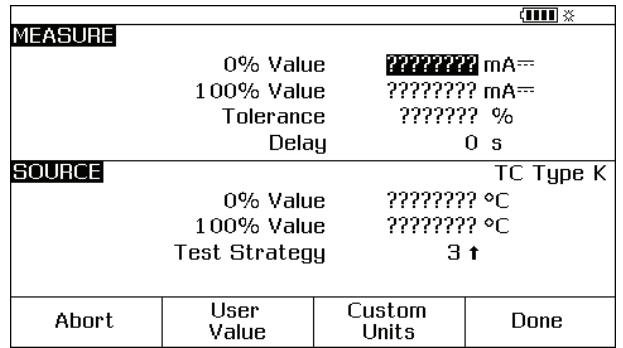 MEASURE
0% Value ???????? mA
100% Value ???????? mA
Tolerance ??????? %
Delay 0 s
SOURCE TC Type K
0% Value ???????? °C
100% Value ???????? °C
Test Strategy 3 ↑
Abort User Value Custom Units Done